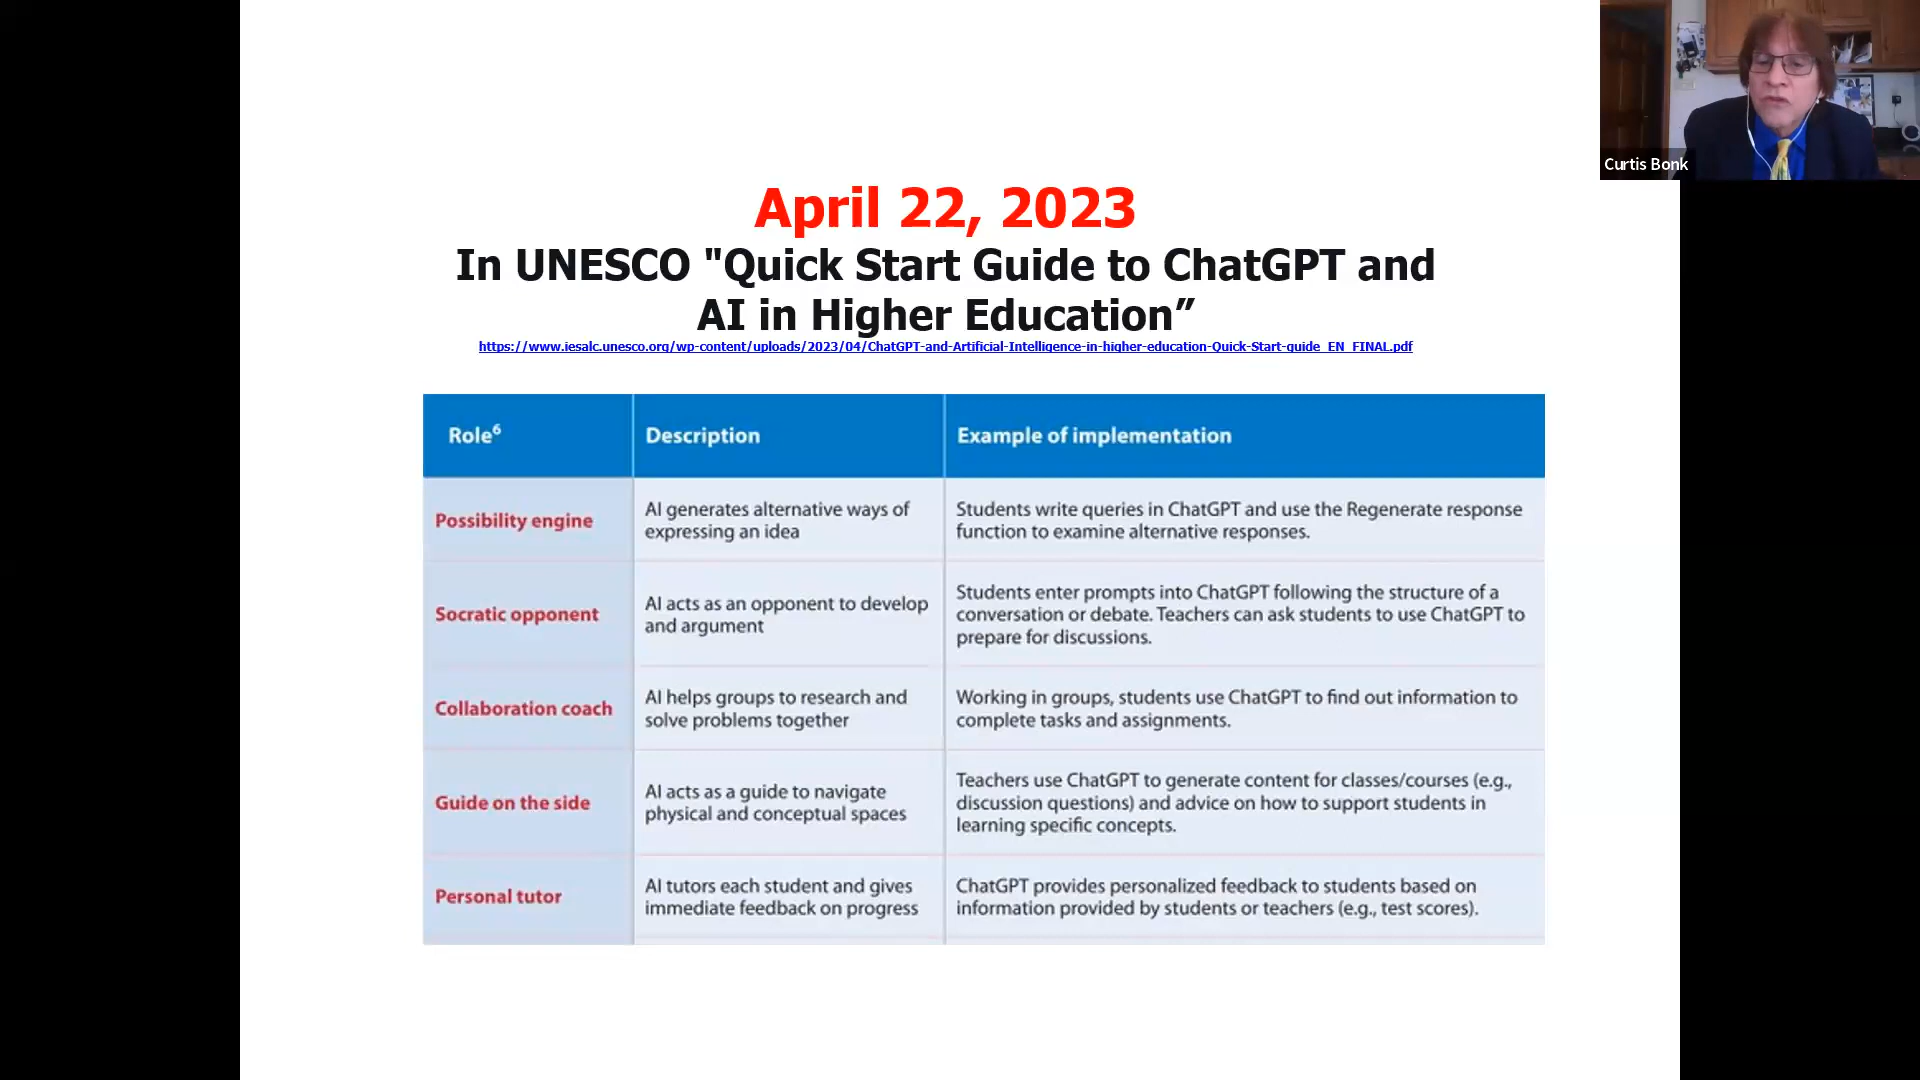 Curtis Bonk
April 22, 2023
In UNESCO "Quick Start Guide to ChatGPT and
AI in Higher Education”
https://www.iesalc.unesco.org/wp-content/uploads/2023/04/ChatGPT-and-Artificial-Intelligence-in-higher-education-Quick-Start-guide_EN_FINAL.pdf
Role6
Description
Example of implementation
Possibility engine
AI generates alternative ways of
expressing an idea
Students write queries in ChatGPT and use the Regenerate response
function to examine alternative responses.
Socratic opponent
AI acts as an opponent to develop
and argument
Students enter prompts into ChatGPT following the structure of a
conversation or debate. Teachers can ask students to use ChatGPT to
prepare for discussions.
Collaboration coach
AI helps groups to research and
solve problems together
Working in groups, students use ChatGPT to find out information to
complete tasks and assignments.
Guide on the side
AI acts as a guide to navigate
physical and conceptual spaces
Teachers use ChatGPT to generate content for classes/courses (e.g.,
discussion questions) and advice on how to support students in
learning specific concepts.
Personal tutor
AI tutors each student and gives
immediate feedback on progress
ChatGPT provides personalized feedback to students based on
information provided by students or teachers (e.g., test scores).